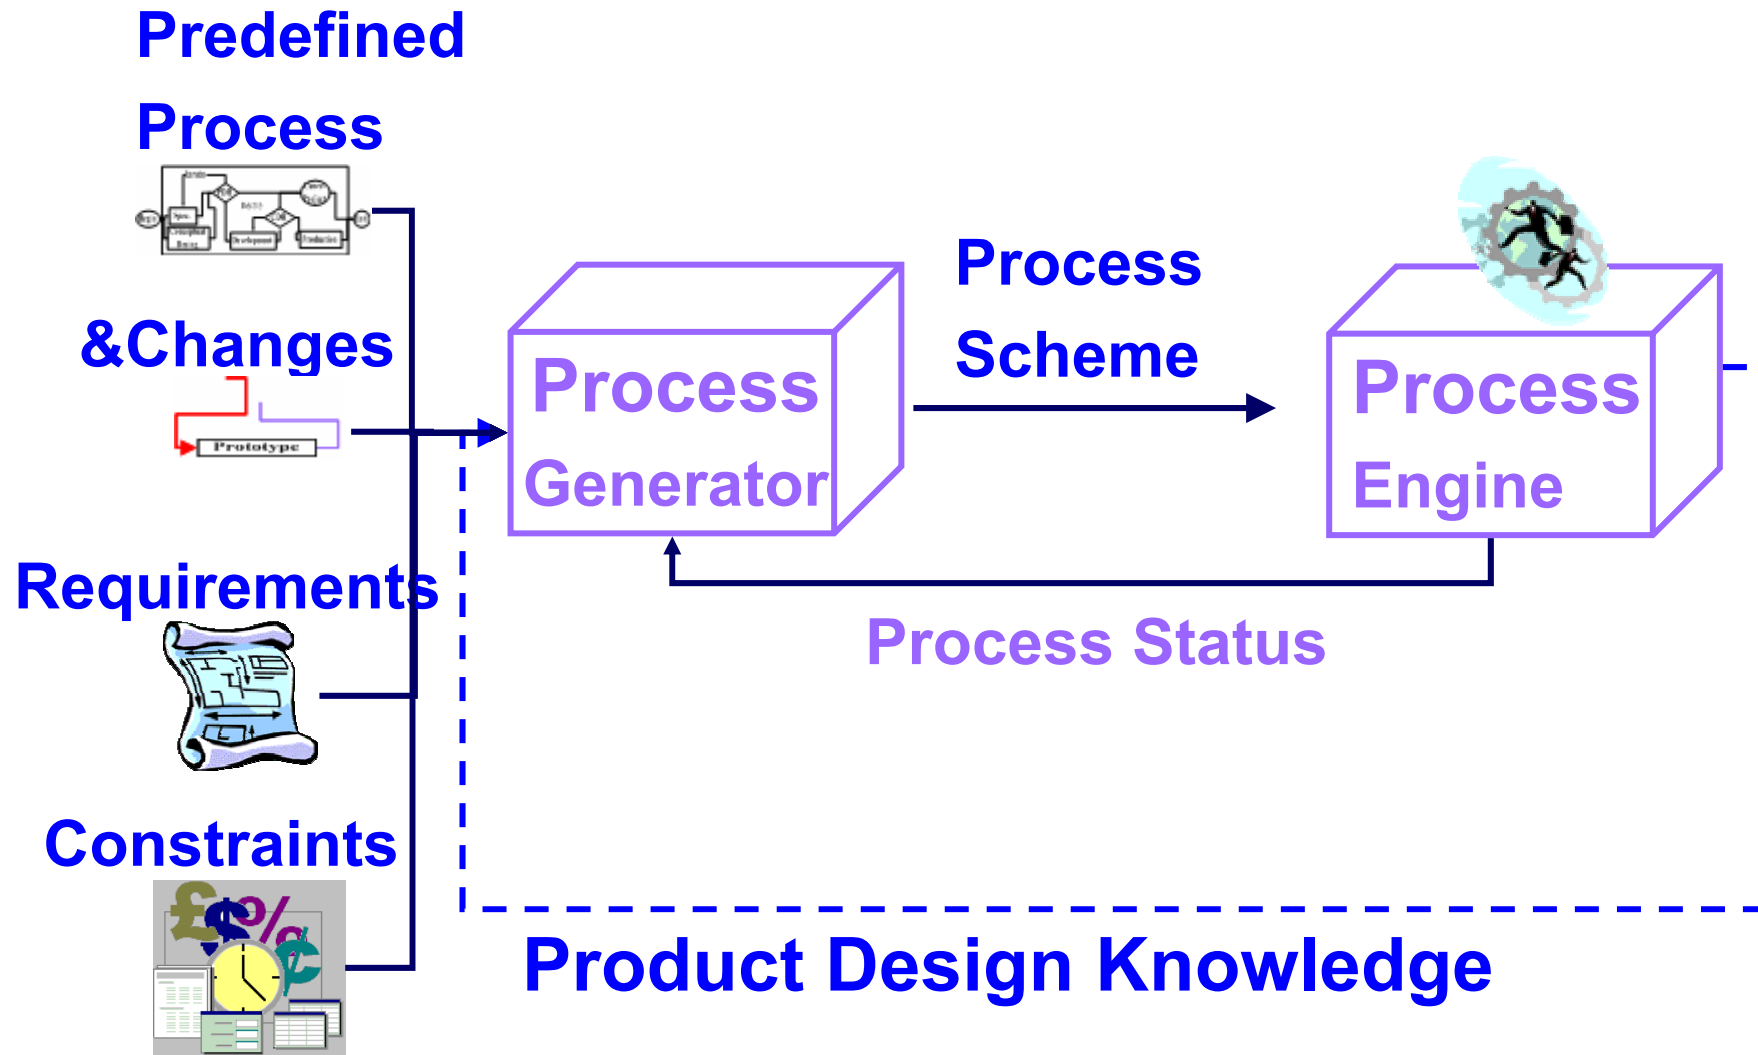 Predefined
Process
&Changes
Prototype
Requirements
Constraints
Process
Generator
Process
Scheme
Process
Engine
Process Status
Product Design Knowledge